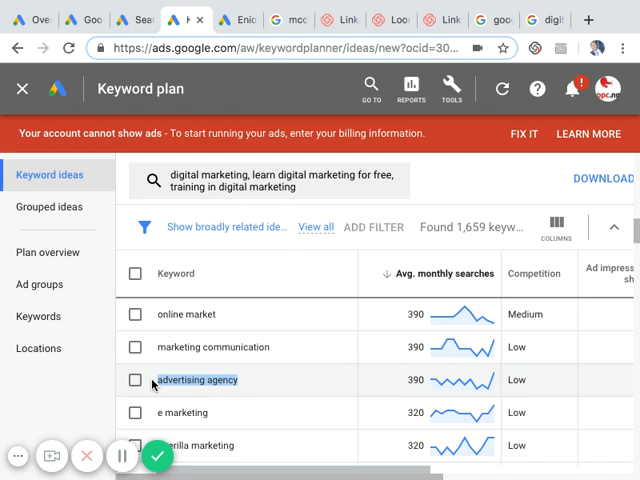 Ove
Goo
Sea
K
Enio
mcc
Link
Loo
Link
goo
digit
https://ads.google.com/aw/keywordplanner/ideas/new?ocid=30...
Keyword plan
GO TO
REPORTS
TOOLS
!
Your account cannot show ads - To start running your ads, enter your billing information.
FIX IT
LEARN MORE
Keyword ideas
Grouped ideas
Plan overview
Ad groups
Keywords
Locations
digital marketing, learn digital marketing for free,
training in digital marketing
DOWNLOAD
Show broadly related ide...
View all
ADD FILTER
Found 1,659 keyw...
COLUMNS
Keyword
Avg. monthly searches
Competition
Ad impress
sh
online market 390 Medium
marketing communication 390 Low
advertising agency 390 Low
e marketing 320 Low
erilla marketing 320 Low